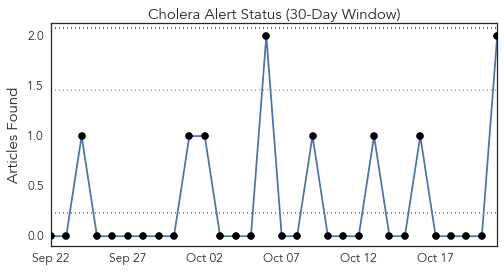 Cholera Alert Status (30-Day Window)
Articles Found
2.0
1.5
1.0
0.5
0.0
Sep 22 Sep 27 Oct 02 Oct 07 Oct 12 Oct 17